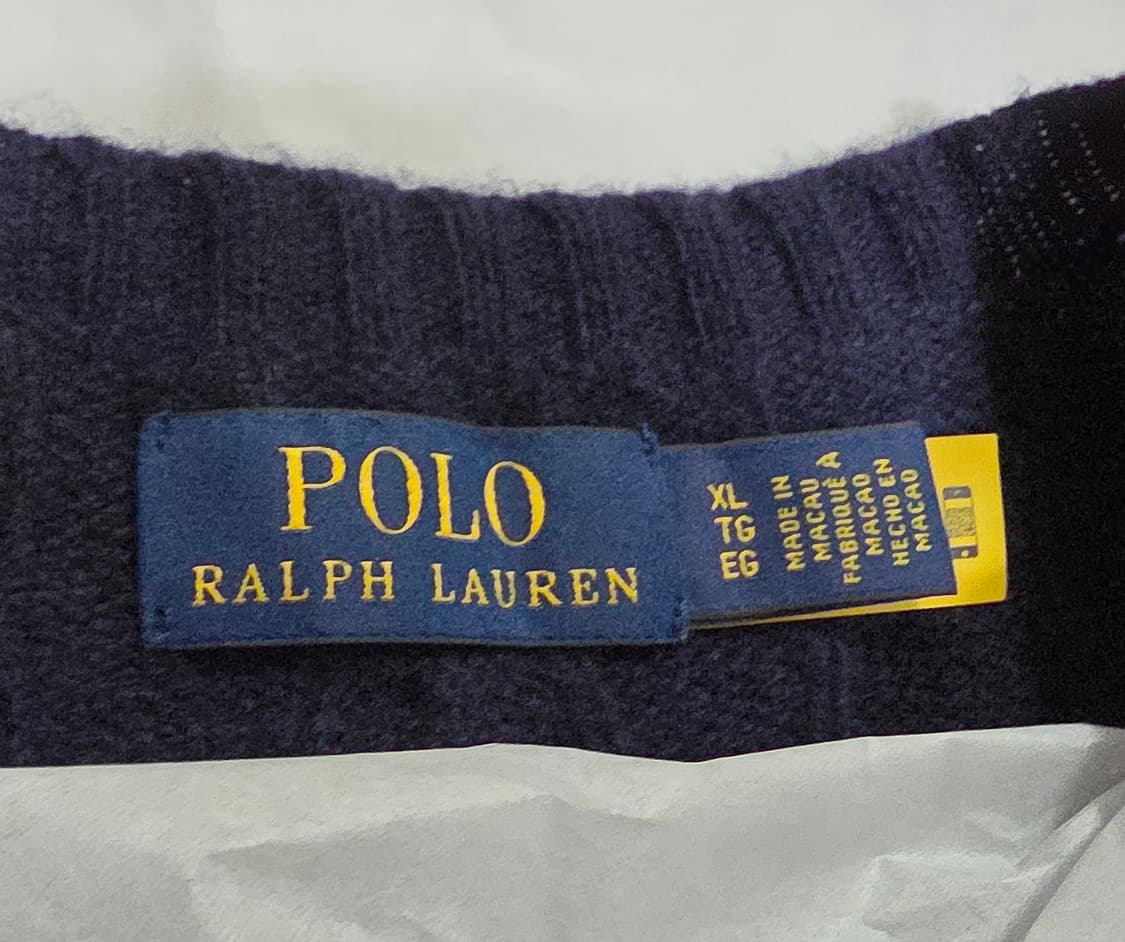 POLO
RALPH LAUREN
XL
TG
EG
MADE IN
MACAU
FABRIQUÉ À
MACAO
HECHO EN
MACAO